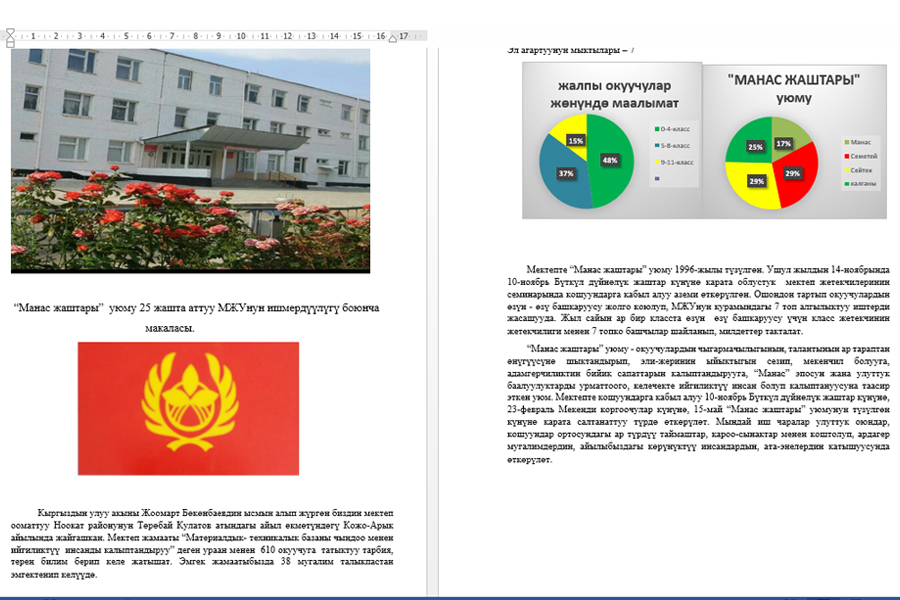 1 2 3 4 5 6 7 8 9 10 11 12 13 14 15 16 17
“Манас жаштары” уюму 25 жашта аттуу МЖУнун ишмердүүлүгү боюнча
макаласы.
Кыргыздын улуу акыны Жоомарт Бөкөнбаевдин ысмын алып жүргөн биздин мектеп
ооматтуу Ноокат районунун Төрөбай Кулатов атындагы айыл өкмөтүндөгү Кожо-Арык
айылында жайгашкан. Мектеп жамааты “Материалдык- техникалык базаны чыңдоо менен
ийгиликтүү инсанды калыптандыруу” деген ураан менен 610 окуучуга татыктуу тарбия,
терең билим берип келе жатышат. Эмгек жамаатыбызда 38 мугалим талыкпастан
эмгектенип келүүдө.
Эл агартуунун мыктылары – 7
жалпы окуучулар
жөнүндө маалымат
15%
48%
37%
0-4-класс
5-8-класс
9-11-класс
"МАНАС ЖАШТАРЫ"
уюму
25%
17%
29%
29%
Манас
Семетей
Сейтек
калганы
Мектепте “Манас жаштары” уюму 1996-жылы түзүлгөн. Ушул жылдын 14-ноябрында
10-ноябрь Бүткүл дүйнөлүк жаштар күнүнө карата облустук мектеп жетекчилеринин
семинарында кошуундарга кабыл алуу аземи өткөрүлгөн. Ошондон тартып окуучулардын
өзүн - өзү башкаруусу жолго коюлуп, МЖУнун курамындагы 7 топ алгылыктуу иштерди
жасашууда. Жыл сайын ар бир класста өзүн өзү башкаруусу үчүн класс жетекчинин
жетекчилиги менен 7 топко башчылар шайланып, милдеттер такталат.
“Манас жаштары” уюму - окуучулардын чыгармачылыгынын, талантынын ар тараптан
өнүгүүсүнө шыктандырып, эли-жеринин ыйыктыгын сезип, мекенчил болууга,
адамгерчиликтин бийик сапаттарын калыптандырууга, “Манас” эпосун жана улуттук
баалуулуктарды урматтоого, келечекте ийгиликтүү инсан болуп калыптануусуна таасир
эткен уюм. Мектепте кошуундарга кабыл алуу 10-ноябрь Бүткүл дүйнөлүк жаштар күнүнө,
23-февраль Мекенди коргоочулар күнүнө, 15-май “Манас жаштары” уюмунун түзүлгөн
күнүнө карата салтанаттуу түрдө өткөрүлөт. Мындай иш чаралар улуттук оюндар,
кошуундар ортосундагы ар түрдүү таймаштар, кароо-сынактар менен коштолуп, ардагер
мугалимдердин, айылыбыздагы көрүнүктүү инсандардын, ата-энелердин катышуусунда
өткөрүлөт.